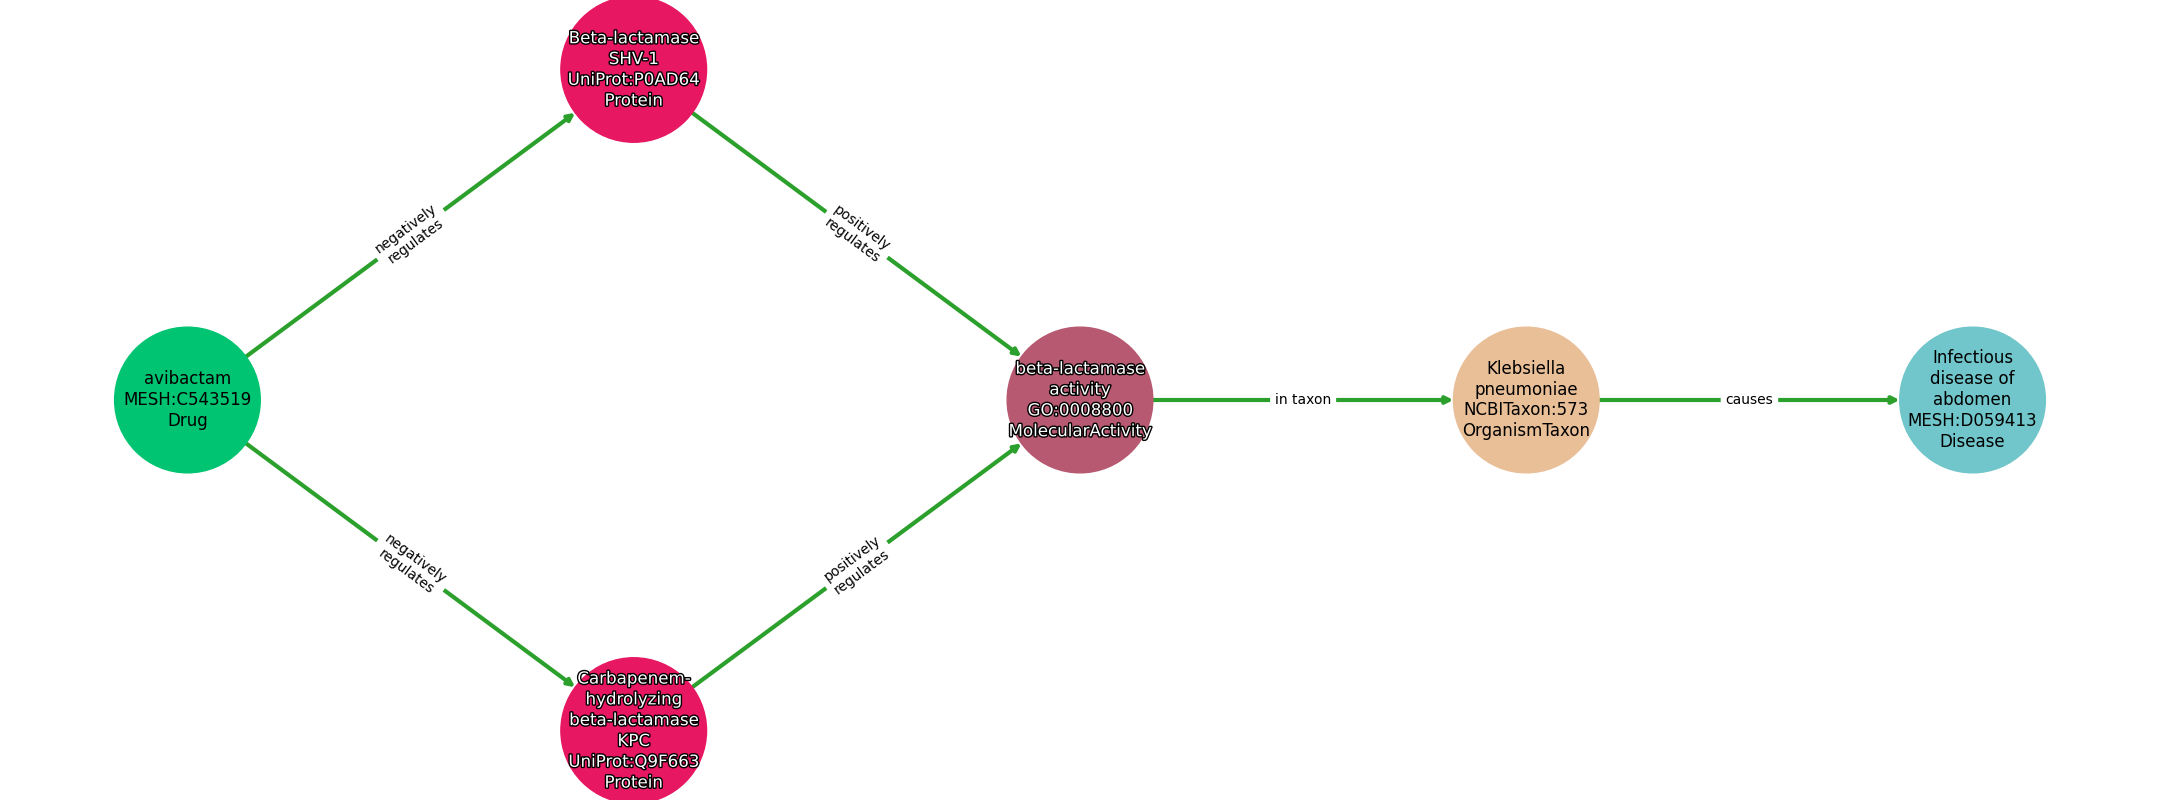 Beta-lactamase
SHV-1
UniProt:P0AD64
Protein
negatively
regulates
positively
regulates
avibactam
MESH:C543519
Drug
beta-lactamase
activity
GO:0008800
MolecularActivity
in taxon
Klebsiella
pneumoniae
NCBITaxon:573
OrganismTaxon
causes
Infectious
disease of
abdomen
MESH:D059413
Disease
negatively
regulates
positively
regulates
Carbapenem-
hydrolyzing
beta-lactamase
KPC
UniProt:Q9F663
Protein